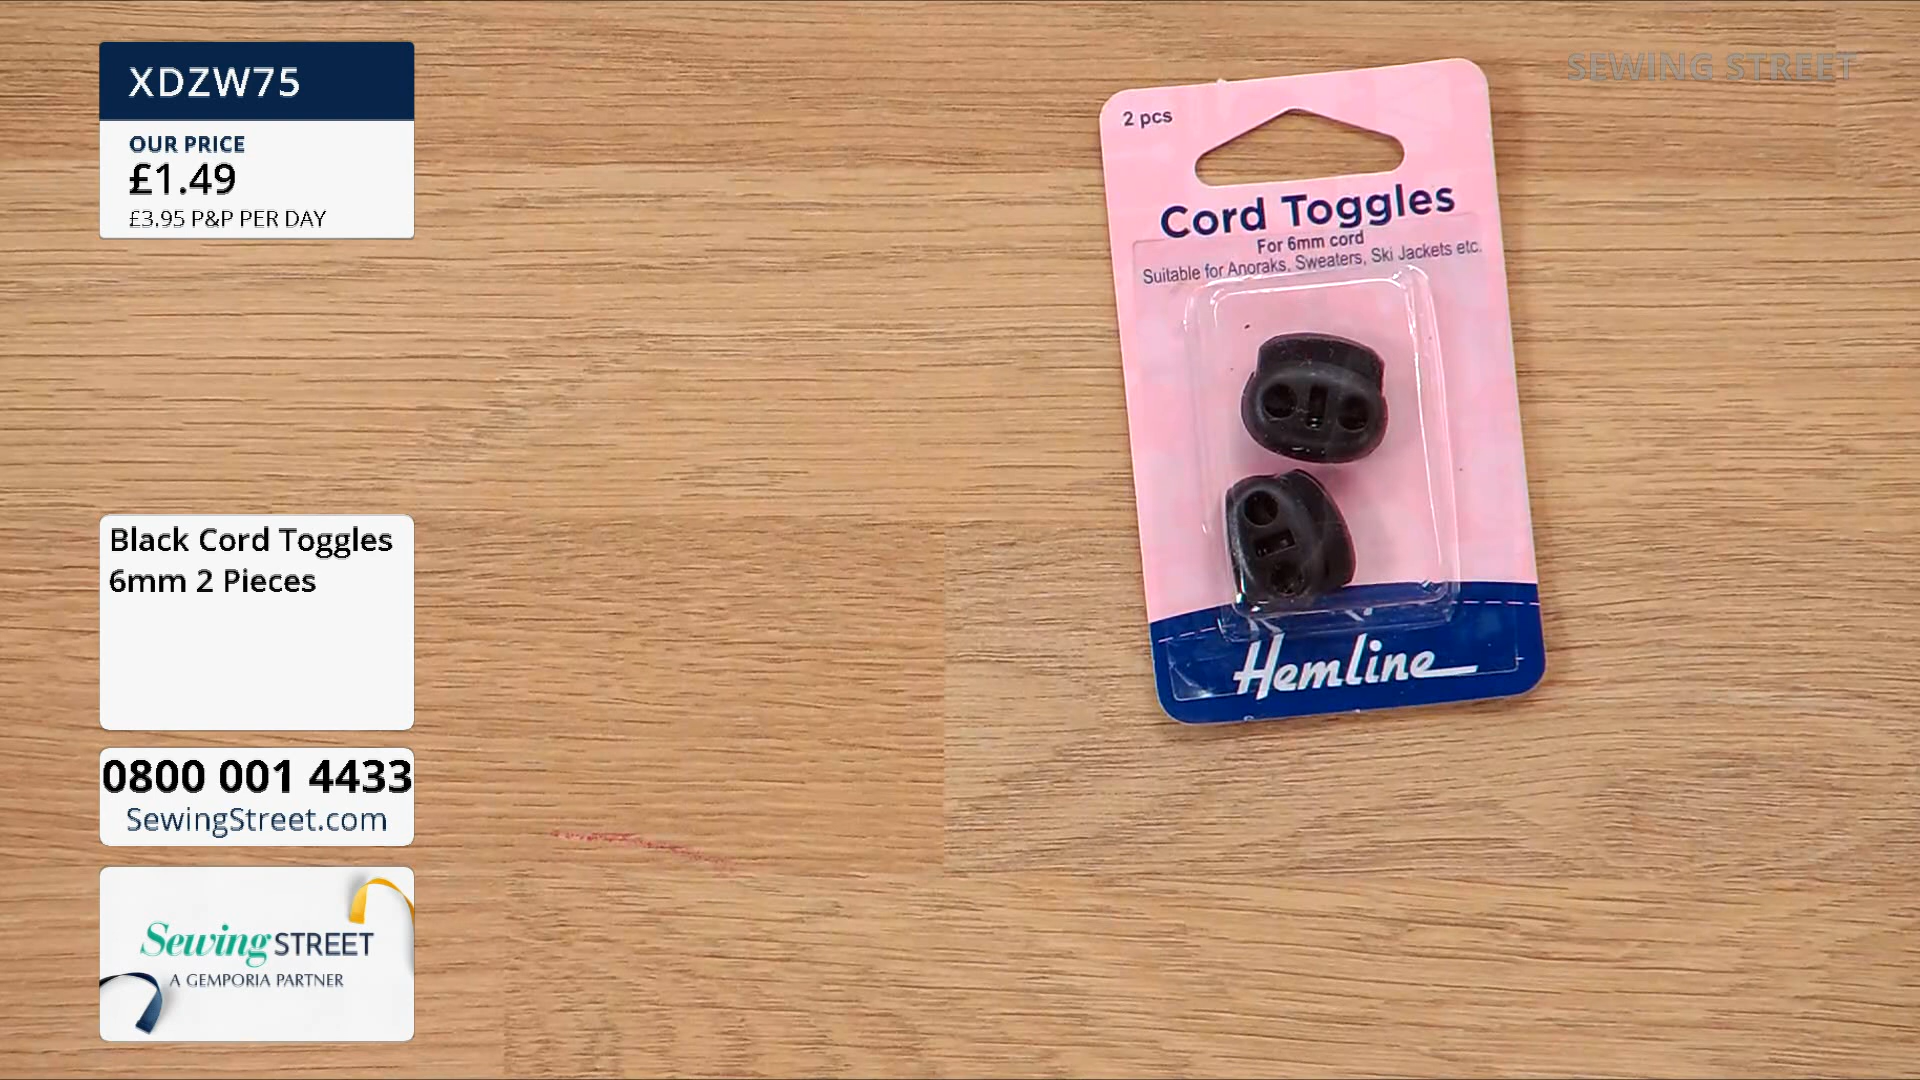 XDZW75
OUR PRICE
£1.49
£3.95 P&P PER DAY
Black Cord Toggles
6mm 2 Pieces
0800 001 4433
SewingStreet.com
Sewing STREET
A GEMPORIA PARTNER
SEWING STREET
2 pcs
Cord Toggles
For 6mm cord
Suitable for Anoraks, Sweaters, Ski Jackets etc.
Hemline